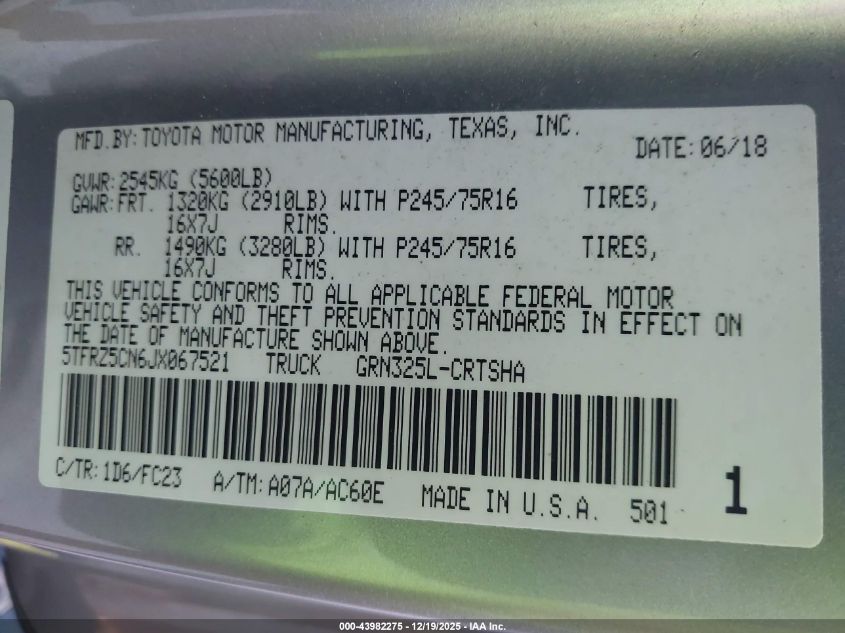 MFD.BY:TOYOTA MOTOR MANUFACTURING, TEXAS, INC.
DATE:06/18
GVWR:2545KG (5600LB)
GAWR:FRT. 1320KG (2910LB) WITH P245/75R16 TIRES,
16X7J RIMS.
RR. 1490KG (3280LB) WITH P245/75R16 TIRES,
16X7J RIMS.
THIS VEHICLE CONFORMS TO ALL APPLICABLE FEDERAL MOTOR
VEHICLE SAFETY AND THEFT PREVENTION STANDARDS IN EFFECT ON
THE DATE OF MANUFACTURE SHOWN ABOVE.
5TFRZ5CN6JX067521 TRUCK GRN325L-CRTSHA
C/TR:1D6/FC23 A/TM:A07A/AC60E MADE IN U.S.A. 501 1
000-43982275 - 12/19/2025 - IAA Inc.